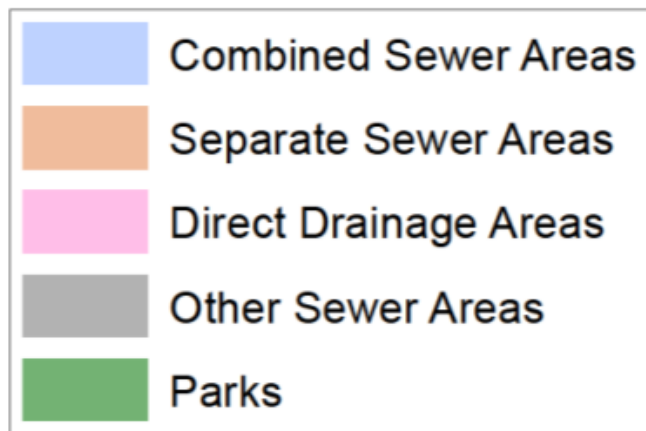 Combined Sewer Areas
Separate Sewer Areas
Direct Drainage Areas
Other Sewer Areas
Parks